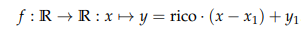 f : ℝ → ℝ : x ↦ y = rico · (x − x₁) + y₁